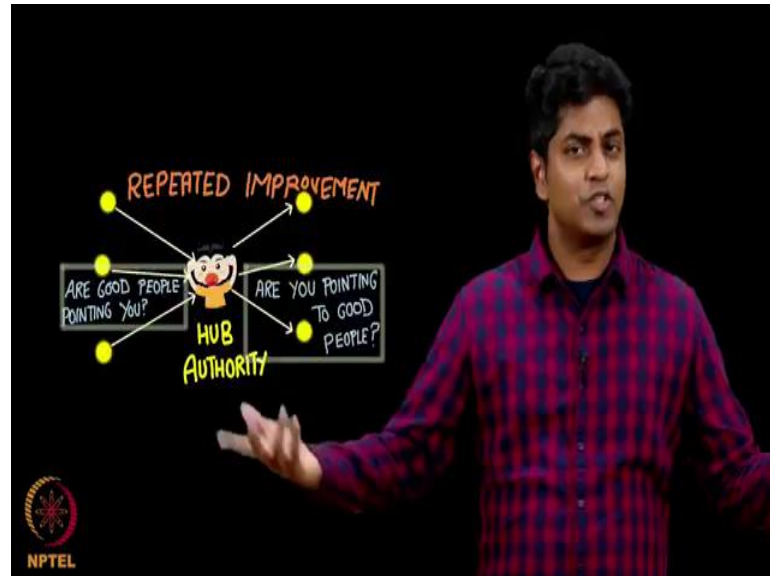 REPEATED IMPROVEMENT
ARE GOOD PEOPLE
POINTING YOU?
ARE YOU POINTING
TO GOOD
PEOPLE?
HUB
AUTHORITY
NPTEL